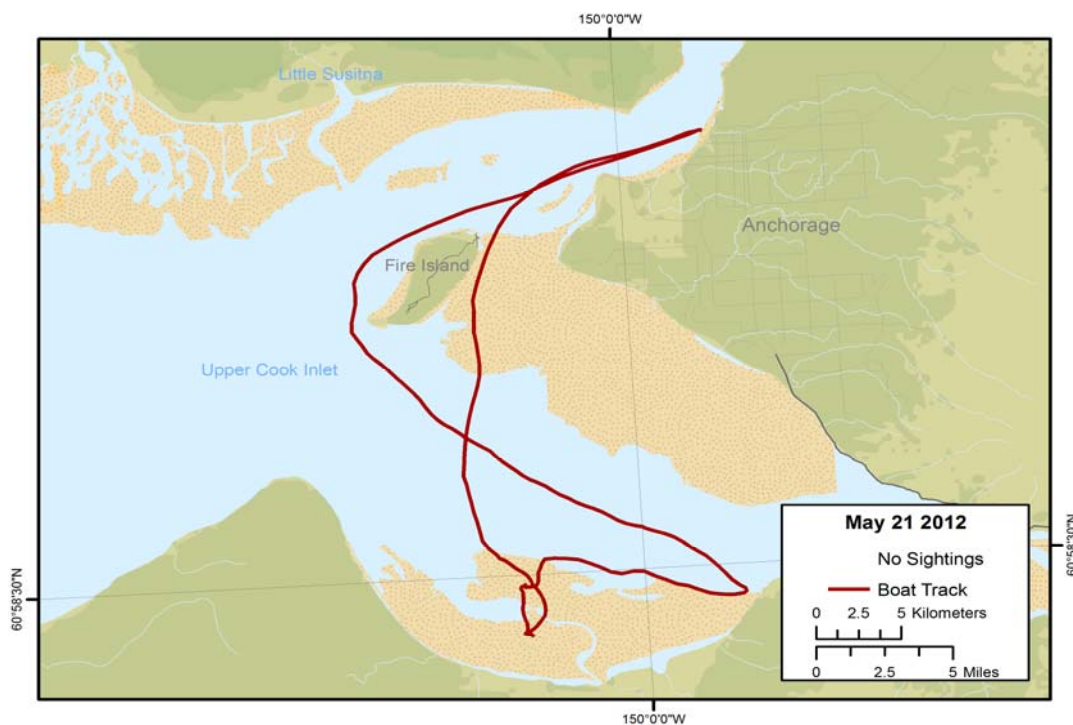 150°0'0"W
Little Susitna
Anchorage
Fire Island
Upper Cook Inlet
60°58'30"N
60°58'30"N
May 21 2012
No Sightings
Boat Track
0 2.5 5 Kilometers
0 2.5 5 Miles
150°0'0"W